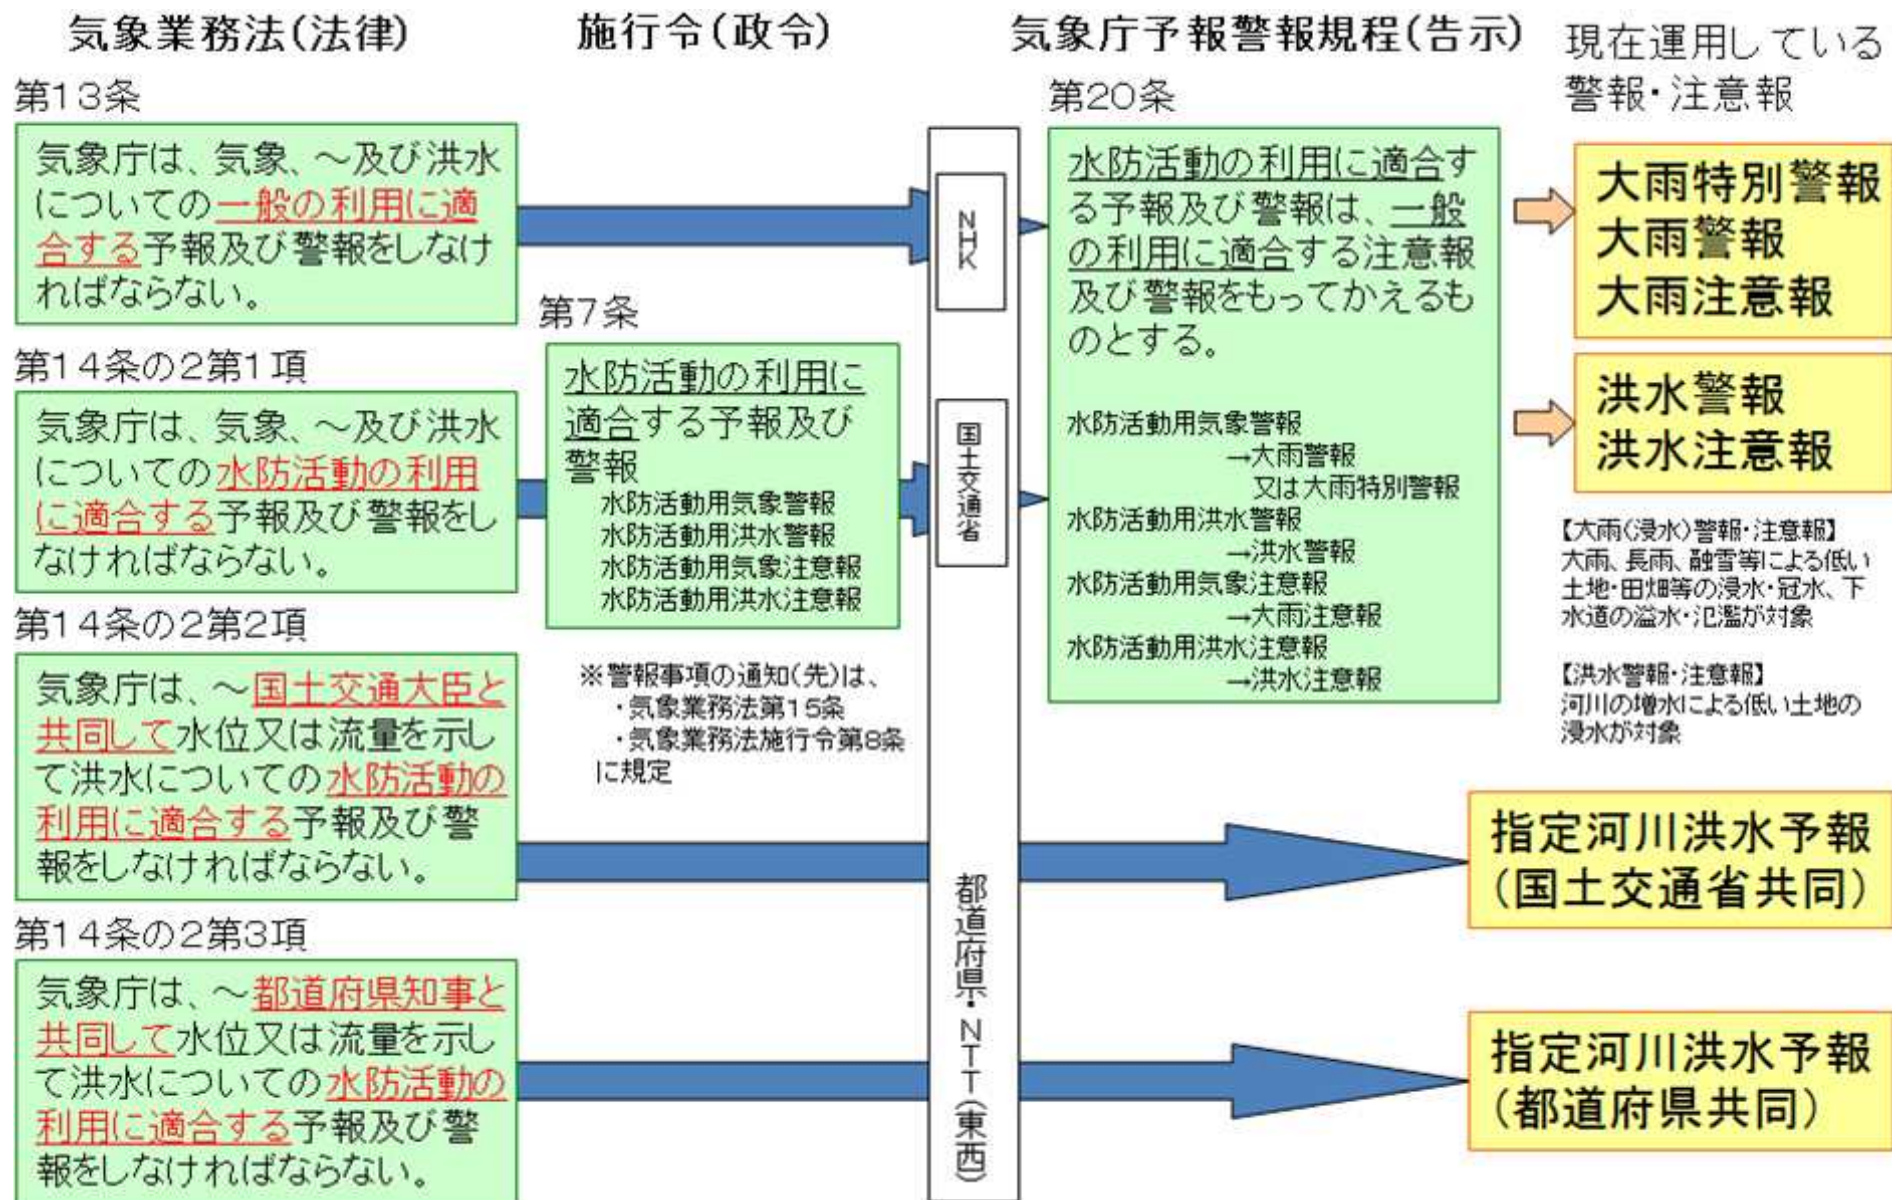 気象業務法(法律)
施行令(政令)
気象庁予報警報規程(告示)
現在運用している
警報・注意報
第13条
気象庁は、気象、～及び洪水
についての一般の利用に適
合する予報及び警報をしなけ
ればならない。
第14条の2第1項
気象庁は、気象、～及び洪水
についての水防活動の利用
に適合する予報及び警報をし
なければならない。
第14条の2第2項
気象庁は、～国土交通大臣と
共同して水位又は流量を示し
て洪水についての水防活動の
利用に適合する予報及び警
報をしなければならない。
第14条の2第3項
気象庁は、～都道府県知事と
共同して水位又は流量を示し
て洪水についての水防活動の
利用に適合する予報及び警
報をしなければならない。
第7条
水防活動の利用に
適合する予報及び
警報
水防活動用気象警報
水防活動用洪水警報
水防活動用気象注意報
水防活動用洪水注意報
※警報事項の通知(先)は、
・気象業務法第15条
・気象業務法施行令第8条
に規定
NHK
国土交通省
都道府県・NTT(東西)
第20条
水防活動の利用に適合す
る予報及び警報は、一般
の利用に適合する注意報
及び警報をもってかえるも
のとする。
水防活動用気象警報
→大雨警報
又は大雨特別警報
水防活動用洪水警報
→洪水警報
水防活動用気象注意報
→大雨注意報
水防活動用洪水注意報
→洪水注意報
大雨特別警報
大雨警報
大雨注意報
洪水警報
洪水注意報
【大雨(浸水)警報・注意報】
大雨、長雨、融雪等による低い
土地・田畑等の浸水・冠水、下
水道の溢水・氾濫が対象
【洪水警報・注意報】
河川の増水による低い土地の
浸水が対象
指定河川洪水予報
(国土交通省共同)
指定河川洪水予報
(都道府県共同)